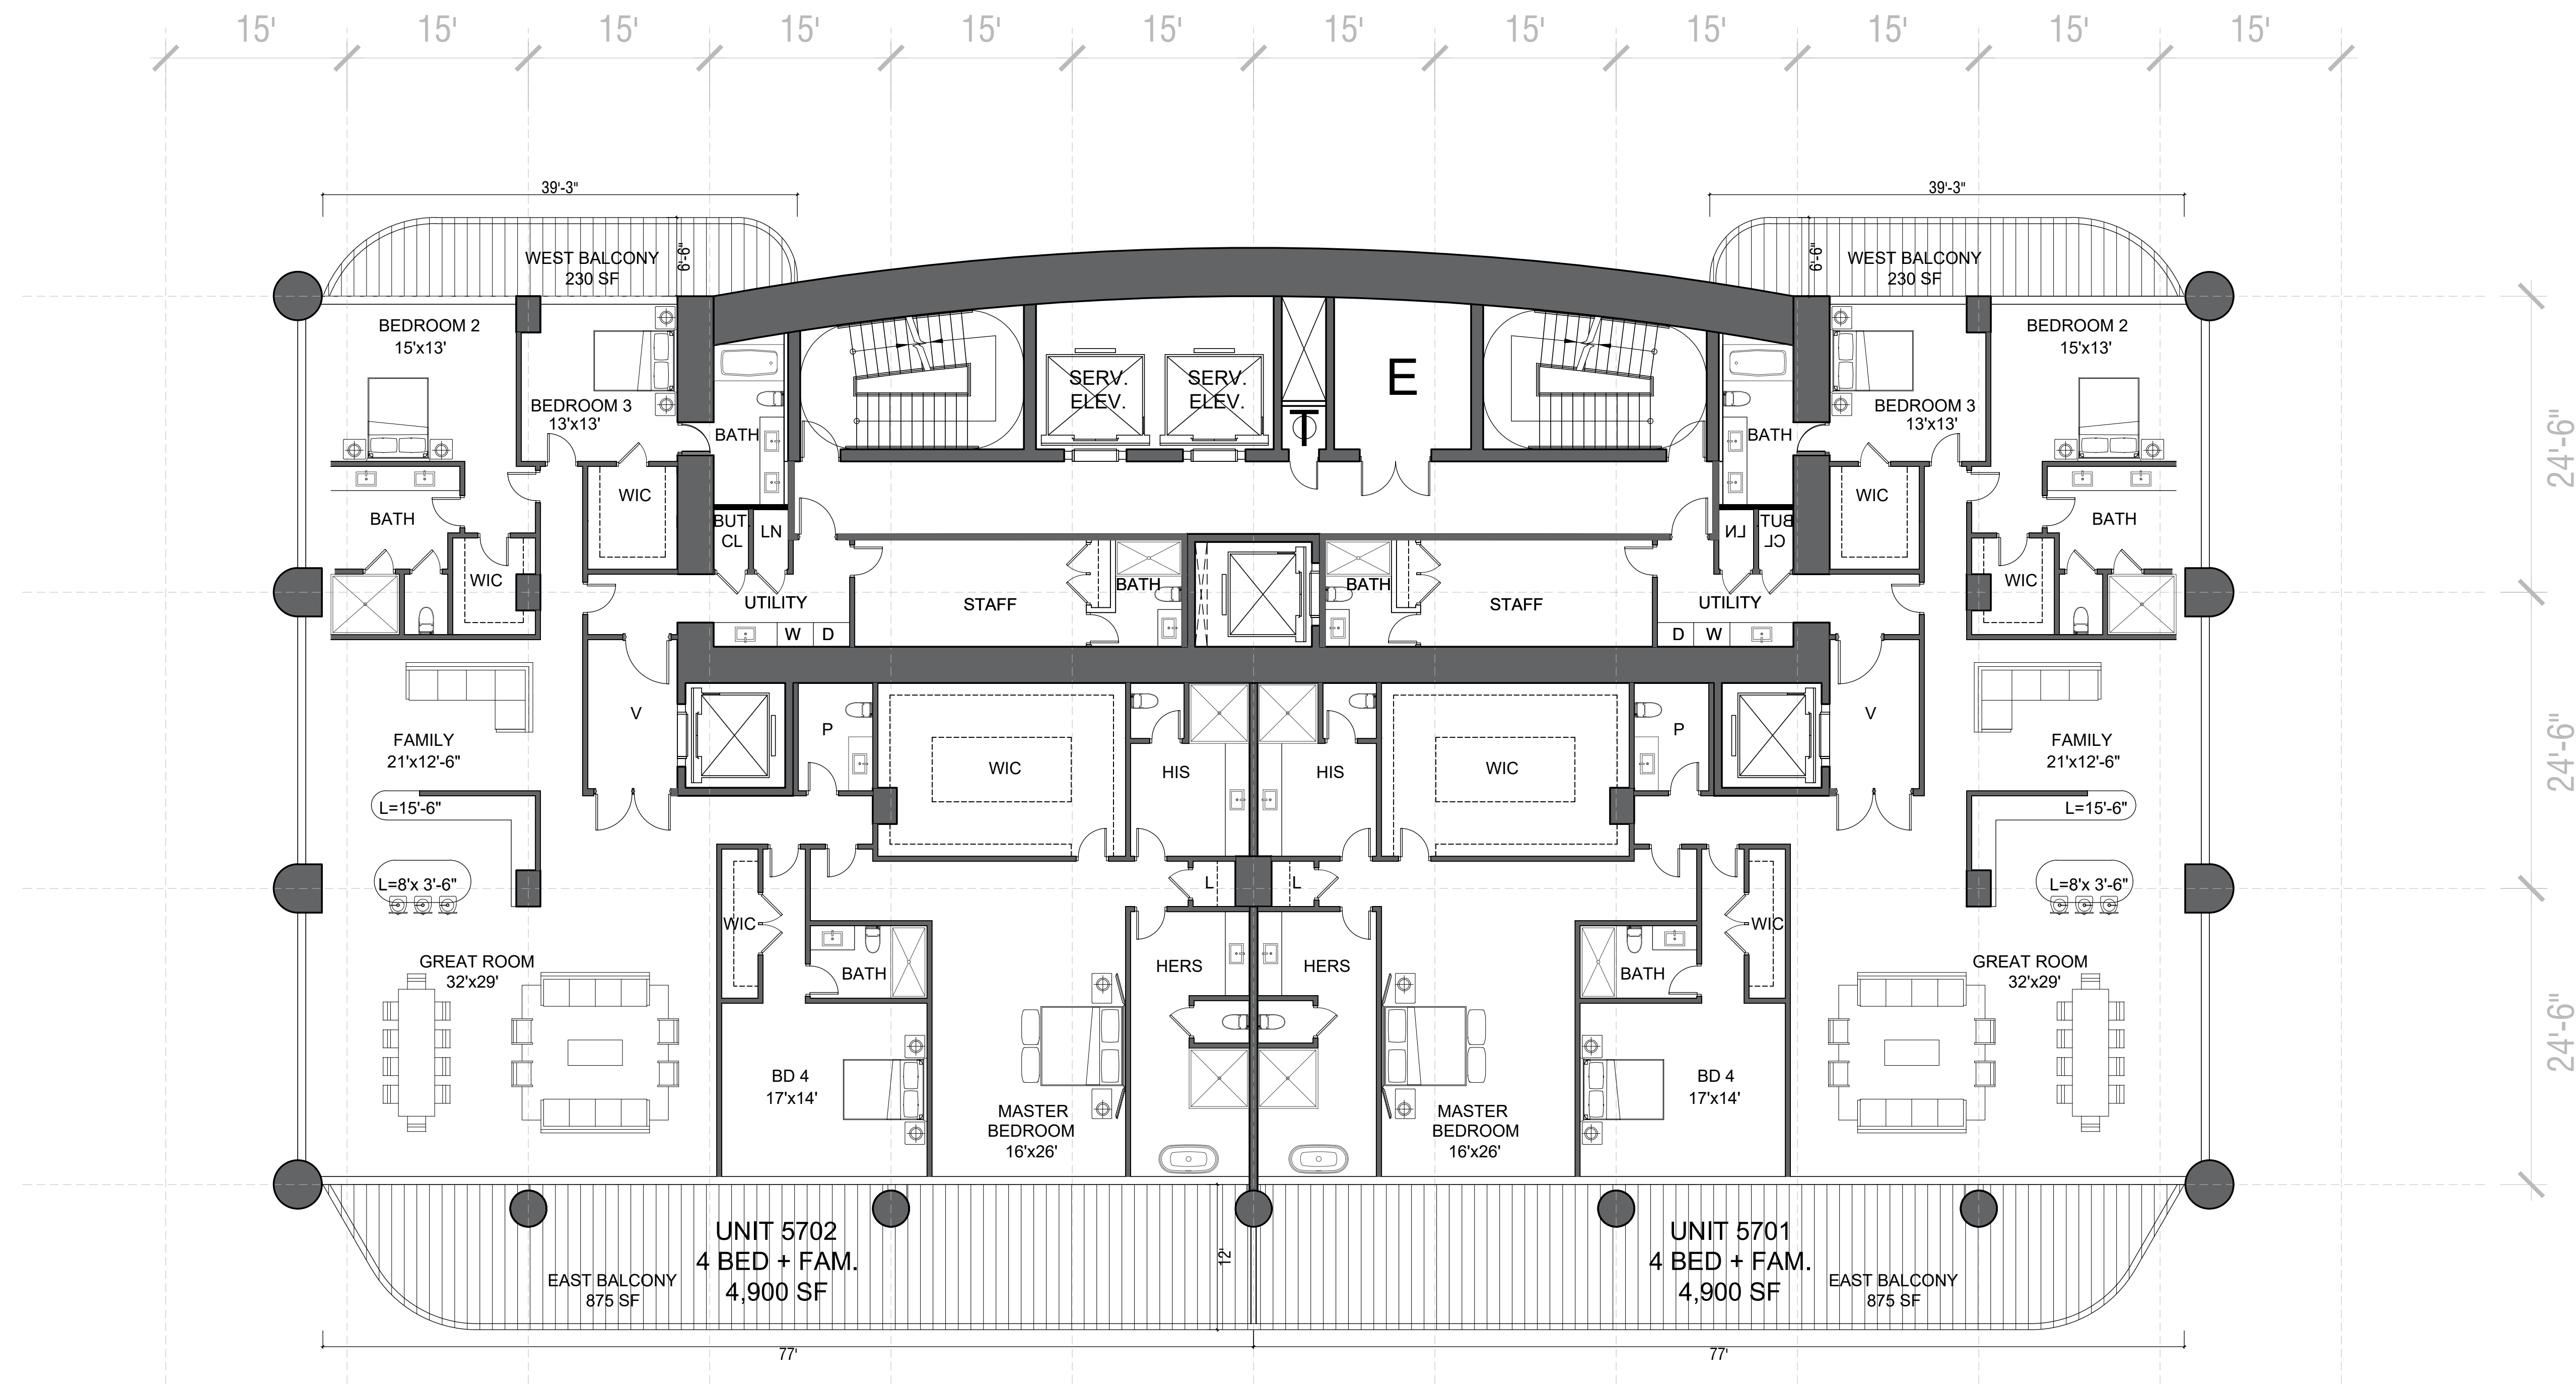 15' 15' 15' 15' 15' 15' 15' 15' 15' 15' 15' 15'
39'-3" 39'-3"
6'-6" 6'-6"
WEST BALCONY WEST BALCONY
230 SF 230 SF
BEDROOM 2 BEDROOM 2
15'x13' 15'x13'
SERV. SERV. E
ELEV. ELEV.
BEDROOM 3 BEDROOM 3
13'x13' 13'x13'
T
BATH BATH
24'-6"
WIC WIC
BATH BUT LN LN BUT BATH
CL CL
WIC BATH BATH WIC
UTILITY STAFF STAFF UTILITY
W D D W
V P P V
24'-6"
FAMILY FAMILY
21'x12'-6" 21'x12'-6"
WIC HIS HIS WIC
L=15'-6" L=15'-6"
L=8'x 3'-6" L L L=8'x 3'-6"
WIC WIC
GREAT ROOM GREAT ROOM
32'x29' 32'x29'
BATH HERS HERS BATH
24'-6"
BD 4 BD 4
17'x14' 17'x14'
MASTER MASTER
BEDROOM BEDROOM
16'x26' 16'x26'
UNIT 5702 UNIT 5701
4 BED + FAM. 4 BED + FAM.
4,900 SF 4,900 SF
12'
EAST BALCONY EAST BALCONY
875 SF 875 SF
77' 77'